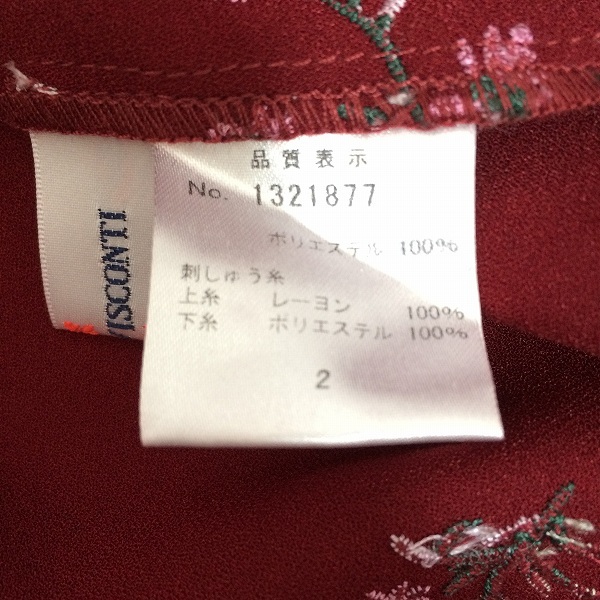 品質表示
No. 1321877
ポリエステル 100%
刺しゅう糸
上糸 レーヨン 100%
下糸 ポリエステル 100%
2
VISCONTI